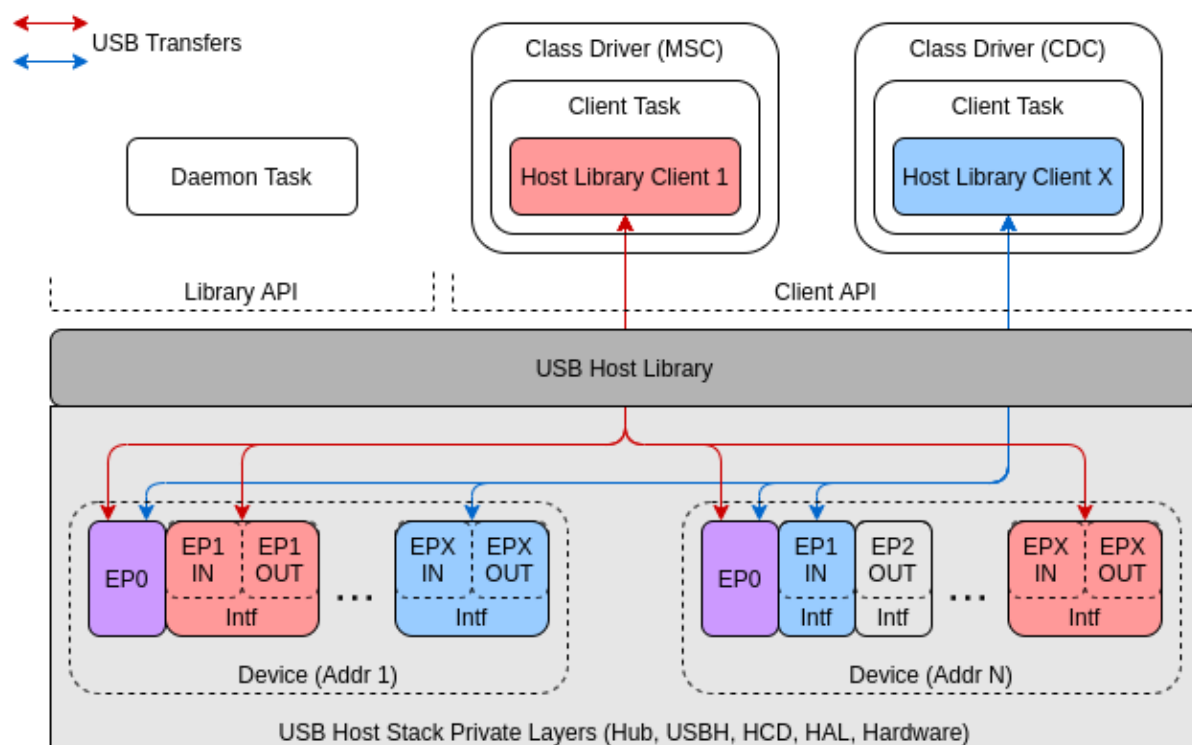 USB Transfers
Class Driver (MSC)
Class Driver (CDC)
Client Task
Client Task
Daemon Task
Host Library Client 1
Host Library Client X
Library API
Client API
USB Host Library
EP0
EP1
IN
EP1
OUT
Intf
...
EPX
IN
EPX
OUT
Intf
Device (Addr 1)
EP0
EP1
IN
Intf
EP2
OUT
Intf
...
EPX
IN
EPX
OUT
Intf
Device (Addr N)
USB Host Stack Private Layers (Hub, USBH, HCD, HAL, Hardware)